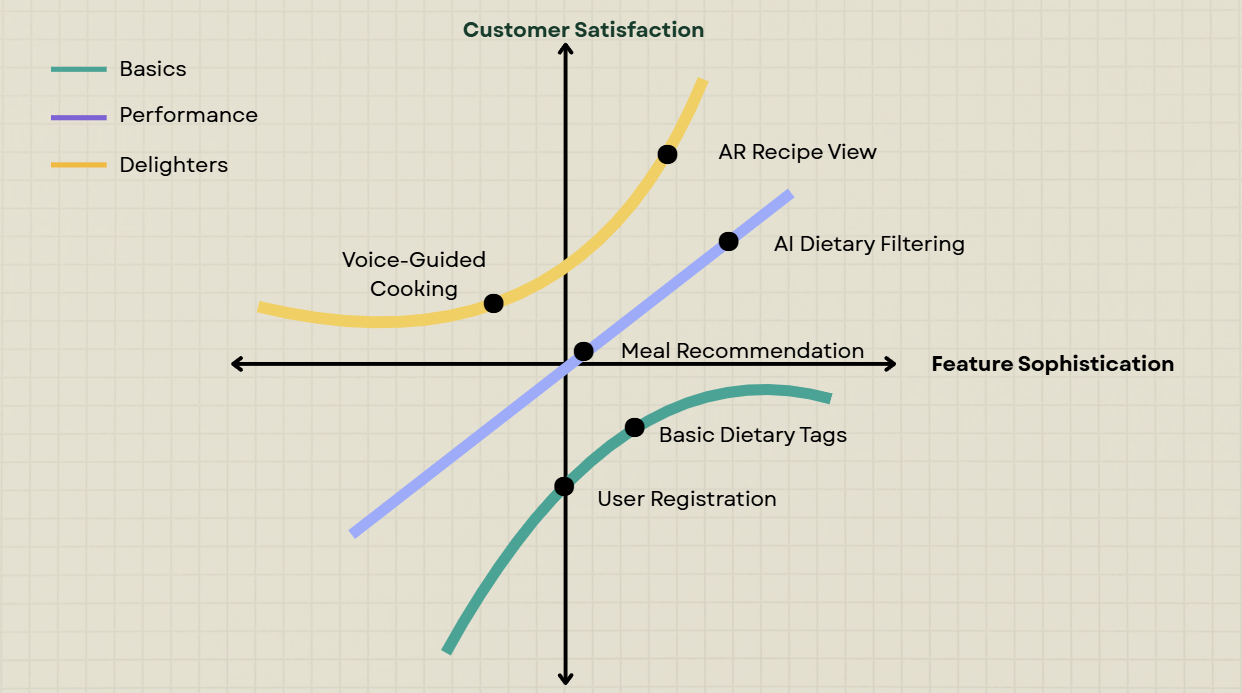 Customer Satisfaction
Basics
Performance
Delighters
AR Recipe View
AI Dietary Filtering
Voice-Guided
Cooking
Meal Recommendation
Feature Sophistication
Basic Dietary Tags
User Registration